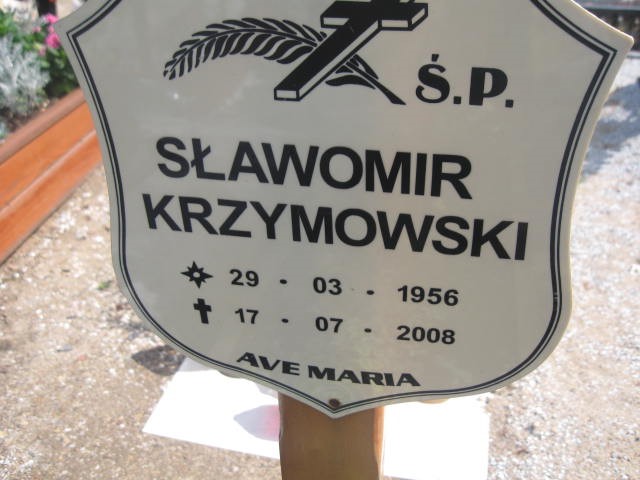 Ś.P.
SŁAWOMIR
KRZYMOWSKI
29 - 03 - 1956
17 - 07 - 2008
AVE MARIA